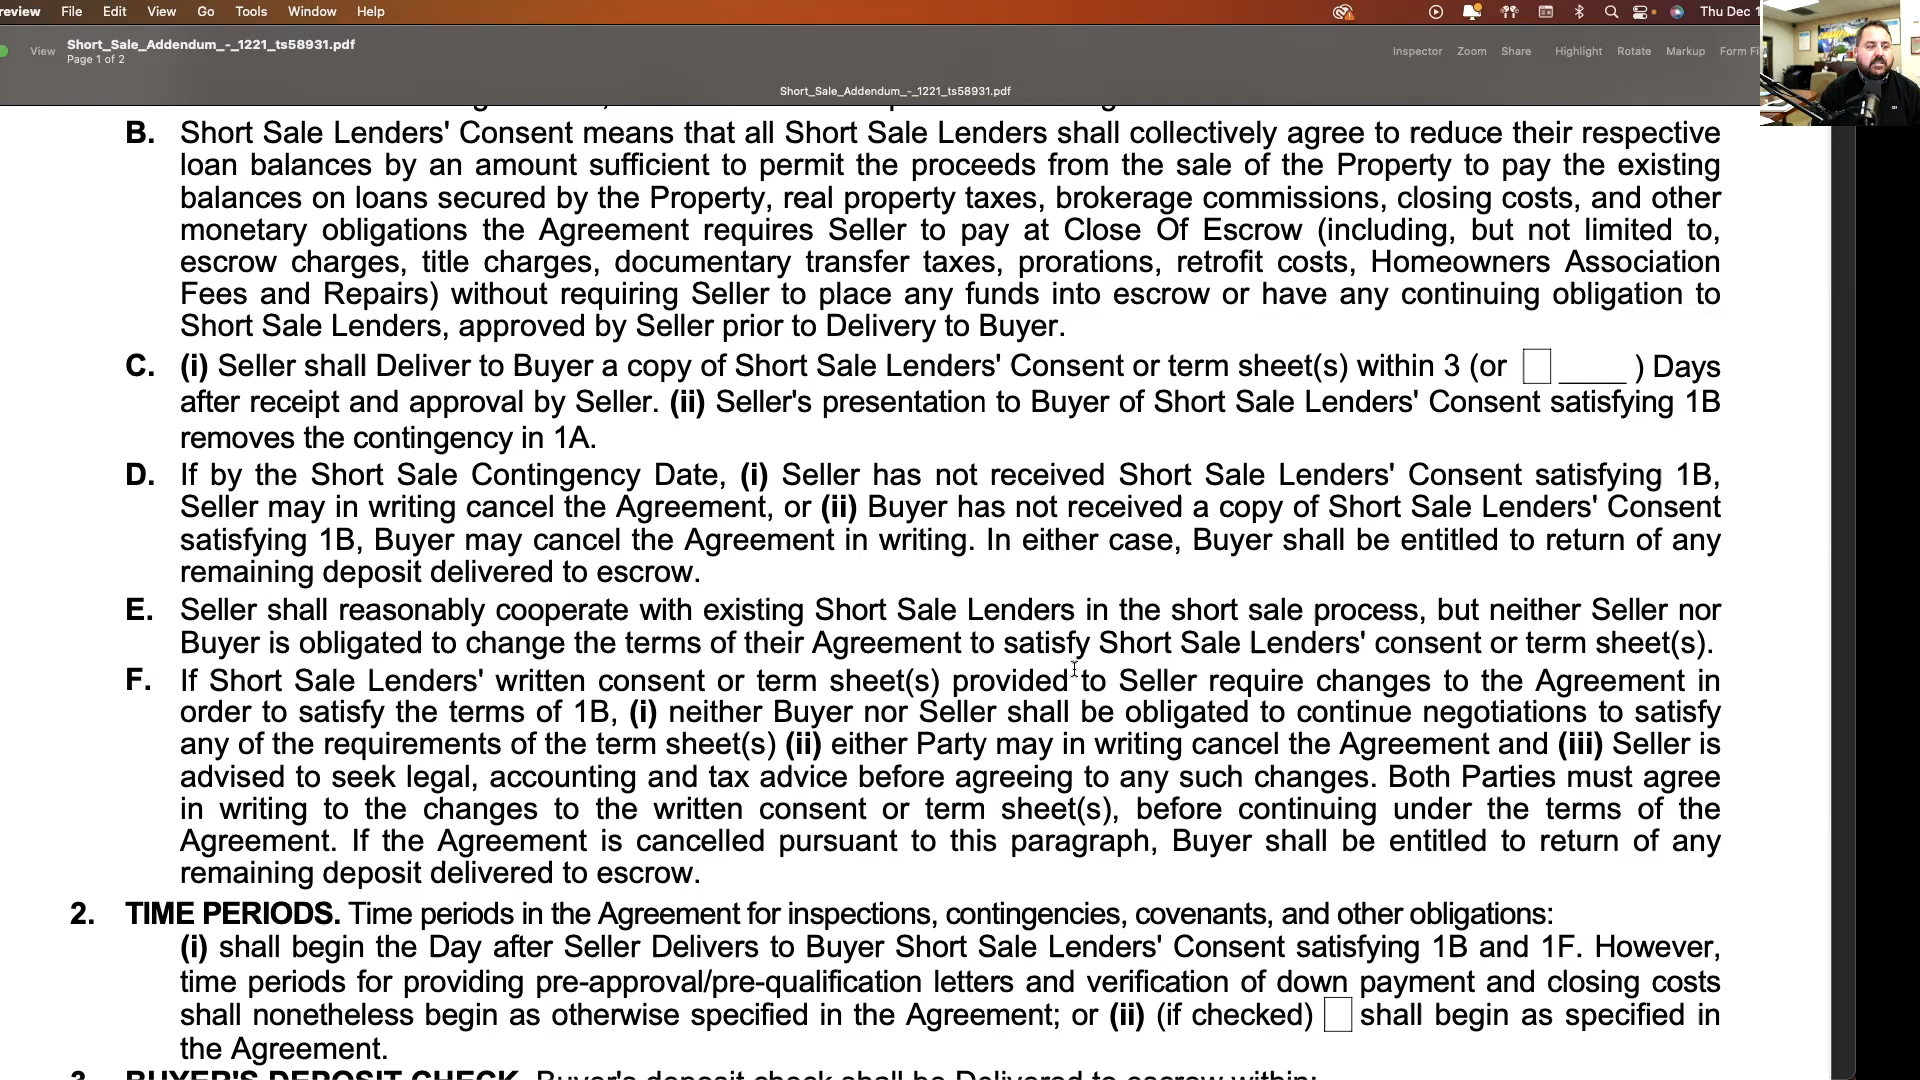 review File Edit View Go Tools Window Help Thu Dec 1
View Short_Sale_Addendum_-_1221_ts58931.pdf Inspector Zoom Share Highlight Rotate Markup Form Fi
Page 1 of 2
Short_Sale_Addendum_-_1221_ts58931.pdf
B. Short Sale Lenders' Consent means that all Short Sale Lenders shall collectively agree to reduce their respective
loan balances by an amount sufficient to permit the proceeds from the sale of the Property to pay the existing
balances on loans secured by the Property, real property taxes, brokerage commissions, closing costs, and other
monetary obligations the Agreement requires Seller to pay at Close Of Escrow (including, but not limited to,
escrow charges, title charges, documentary transfer taxes, prorations, retrofit costs, Homeowners Association
Fees and Repairs) without requiring Seller to place any funds into escrow or have any continuing obligation to
Short Sale Lenders, approved by Seller prior to Delivery to Buyer.
C. (i) Seller shall Deliver to Buyer a copy of Short Sale Lenders' Consent or term sheet(s) within 3 (or ☐ ____ ) Days
after receipt and approval by Seller. (ii) Seller's presentation to Buyer of Short Sale Lenders' Consent satisfying 1B
removes the contingency in 1A.
D. If by the Short Sale Contingency Date, (i) Seller has not received Short Sale Lenders' Consent satisfying 1B,
Seller may in writing cancel the Agreement, or (ii) Buyer has not received a copy of Short Sale Lenders' Consent
satisfying 1B, Buyer may cancel the Agreement in writing. In either case, Buyer shall be entitled to return of any
remaining deposit delivered to escrow.
E. Seller shall reasonably cooperate with existing Short Sale Lenders in the short sale process, but neither Seller nor
Buyer is obligated to change the terms of their Agreement to satisfy Short Sale Lenders' consent or term sheet(s).
F. If Short Sale Lenders' written consent or term sheet(s) provided to Seller require changes to the Agreement in
order to satisfy the terms of 1B, (i) neither Buyer nor Seller shall be obligated to continue negotiations to satisfy
any of the requirements of the term sheet(s) (ii) either Party may in writing cancel the Agreement and (iii) Seller is
advised to seek legal, accounting and tax advice before agreeing to any such changes. Both Parties must agree
in writing to the changes to the written consent or term sheet(s), before continuing under the terms of the
Agreement. If the Agreement is cancelled pursuant to this paragraph, Buyer shall be entitled to return of any
remaining deposit delivered to escrow.
2. TIME PERIODS. Time periods in the Agreement for inspections, contingencies, covenants, and other obligations:
(i) shall begin the Day after Seller Delivers to Buyer Short Sale Lenders' Consent satisfying 1B and 1F. However,
time periods for providing pre-approval/pre-qualification letters and verification of down payment and closing costs
shall nonetheless begin as otherwise specified in the Agreement; or (ii) (if checked) ☐ shall begin as specified in
the Agreement.
3. BUYER'S DEPOSIT CHECK. Buyer's deposit check shall be Delivered to escrow within: